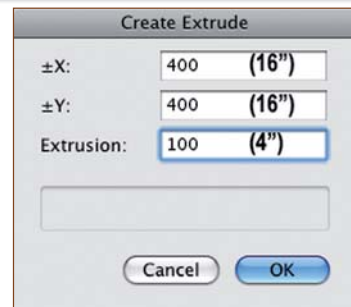 Create Extrude
±X: 400 (16”)
±Y: 400 (16”)
Extrusion: 100 (4”)
Cancel OK